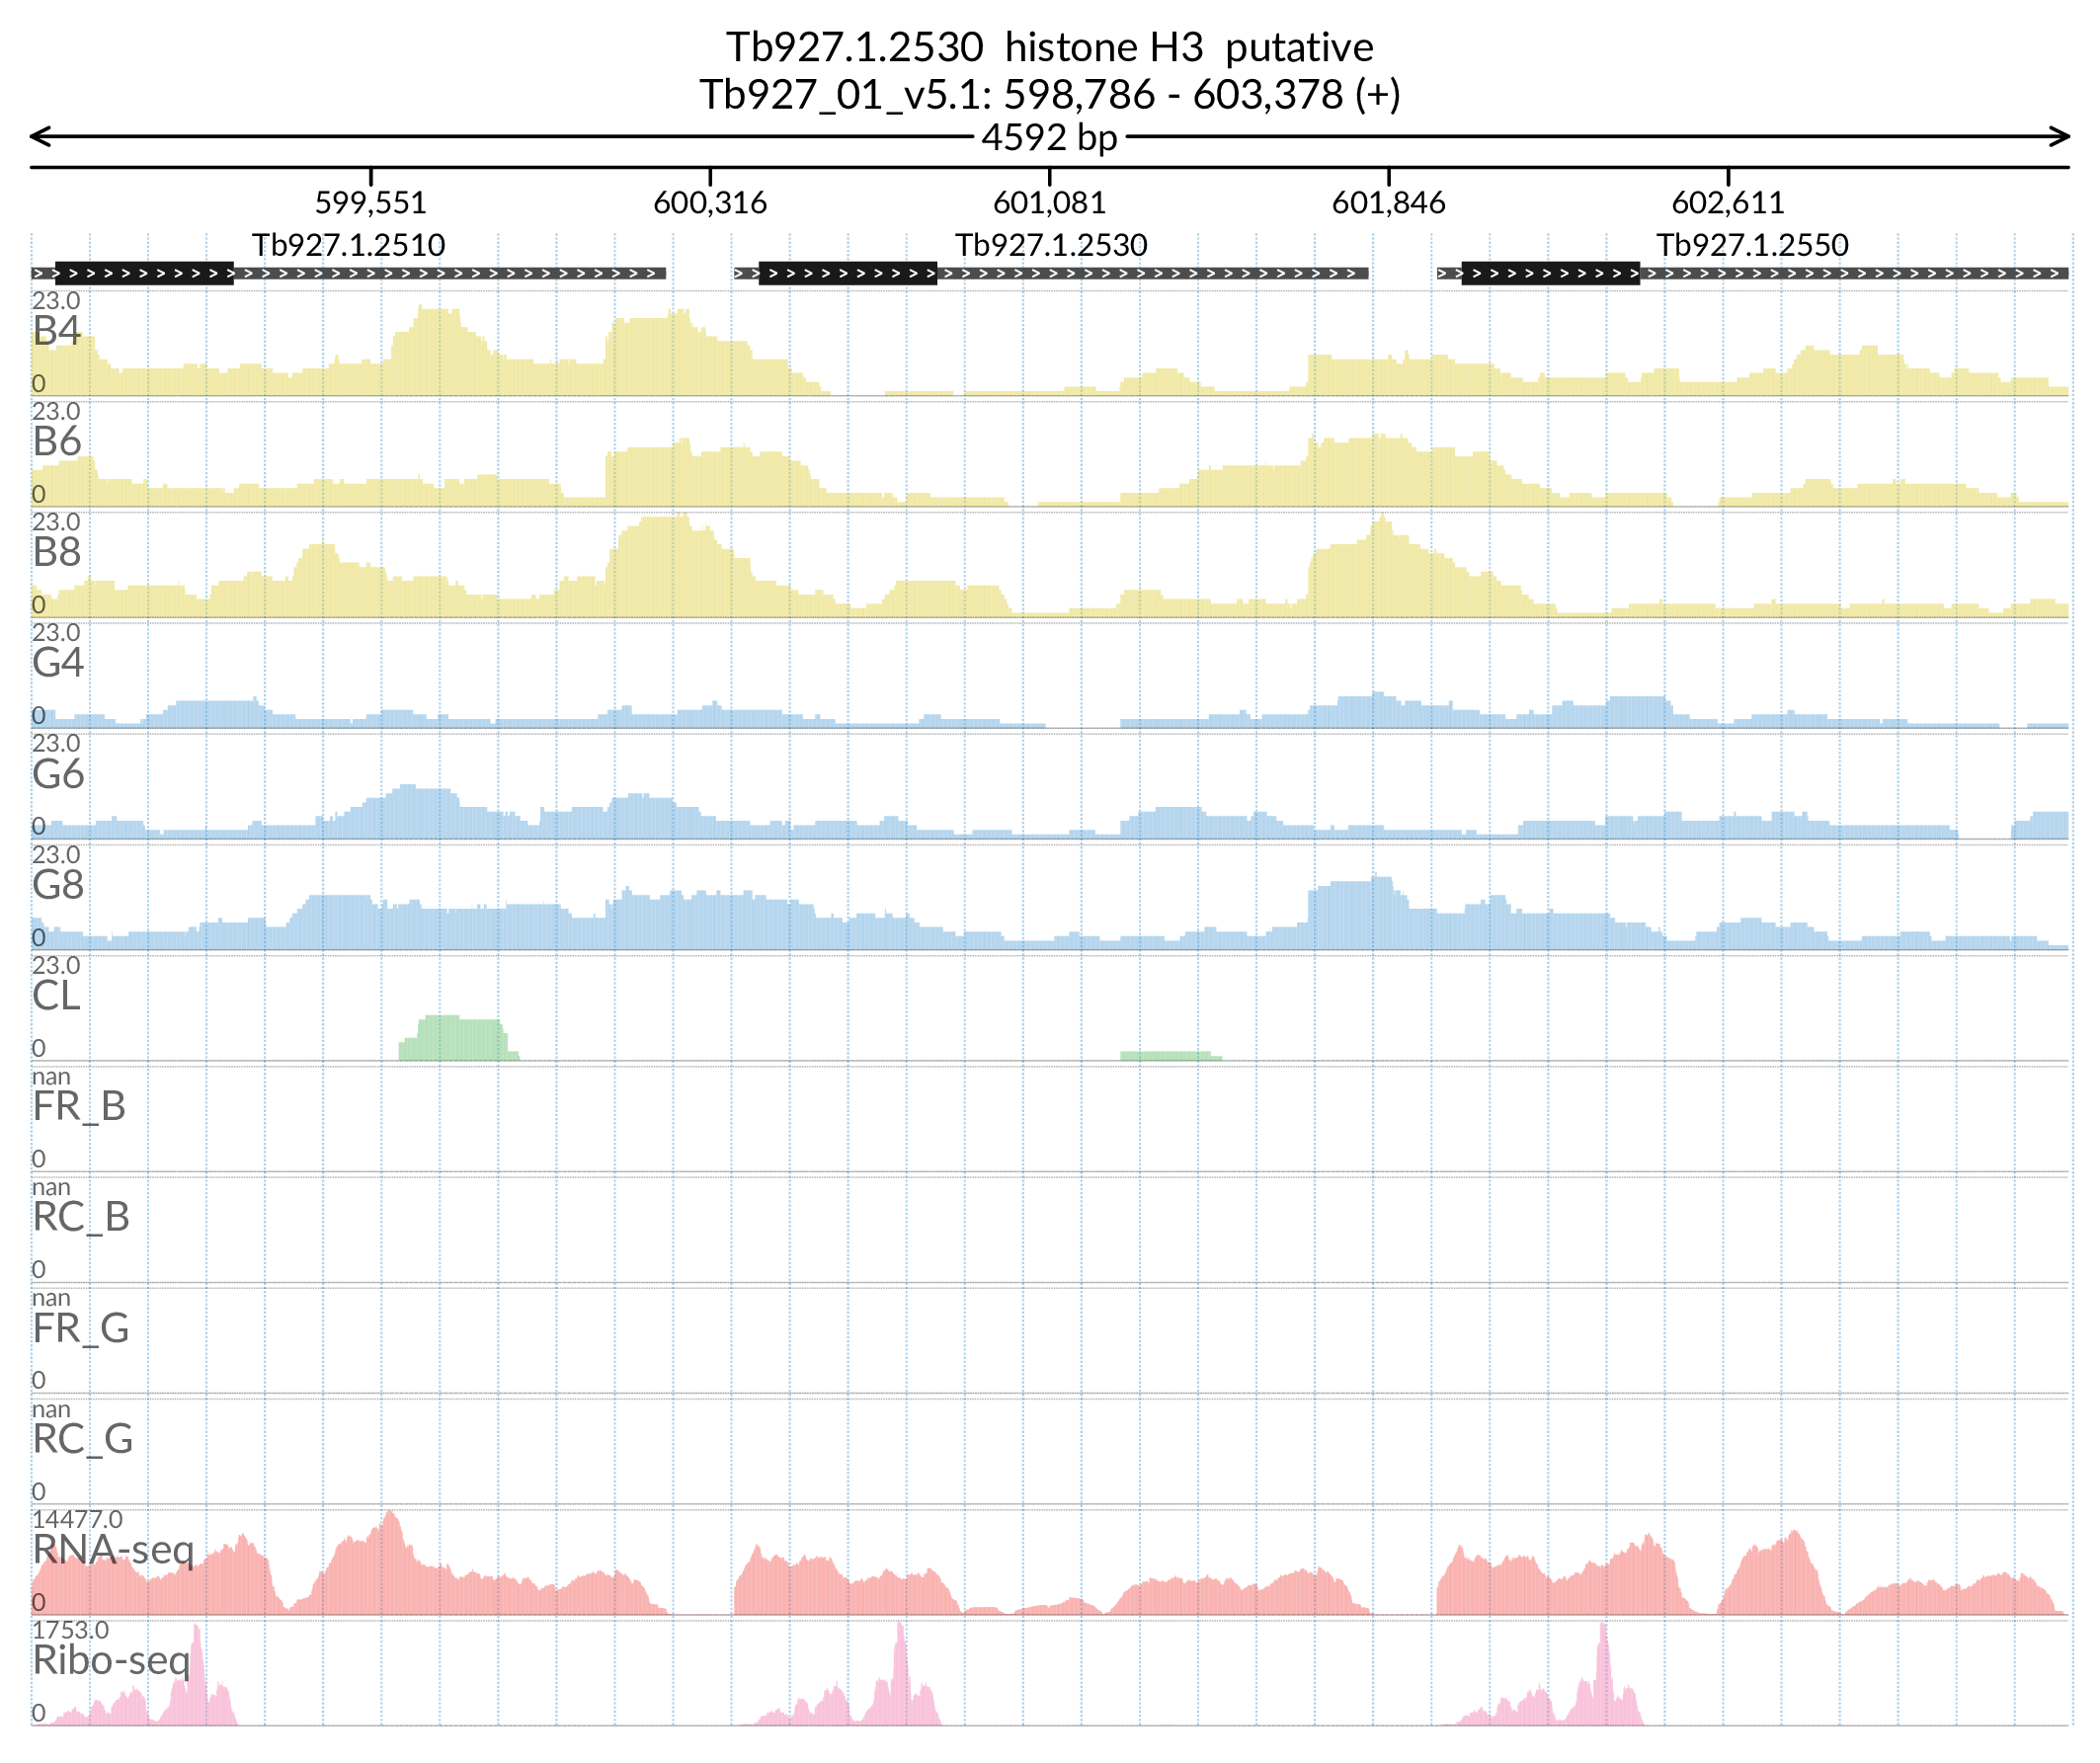 Tb927.1.2530 histone H3 putative
Tb927_01_v5.1: 598,786 - 603,378 (+)
4592 bp
599,551 600,316 601,081 601,846 602,611
Tb927.1.2510 Tb927.1.2530 Tb927.1.2550
23.0
B4
0
23.0
B6
0
23.0
B8
0
23.0
G4
0
23.0
G6
0
23.0
G8
0
23.0
CL
0
nan
FR_B
0
nan
RC_B
0
nan
FR_G
0
nan
RC_G
0
14477.0
RNA-seq
0
1753.0
Ribo-seq
0